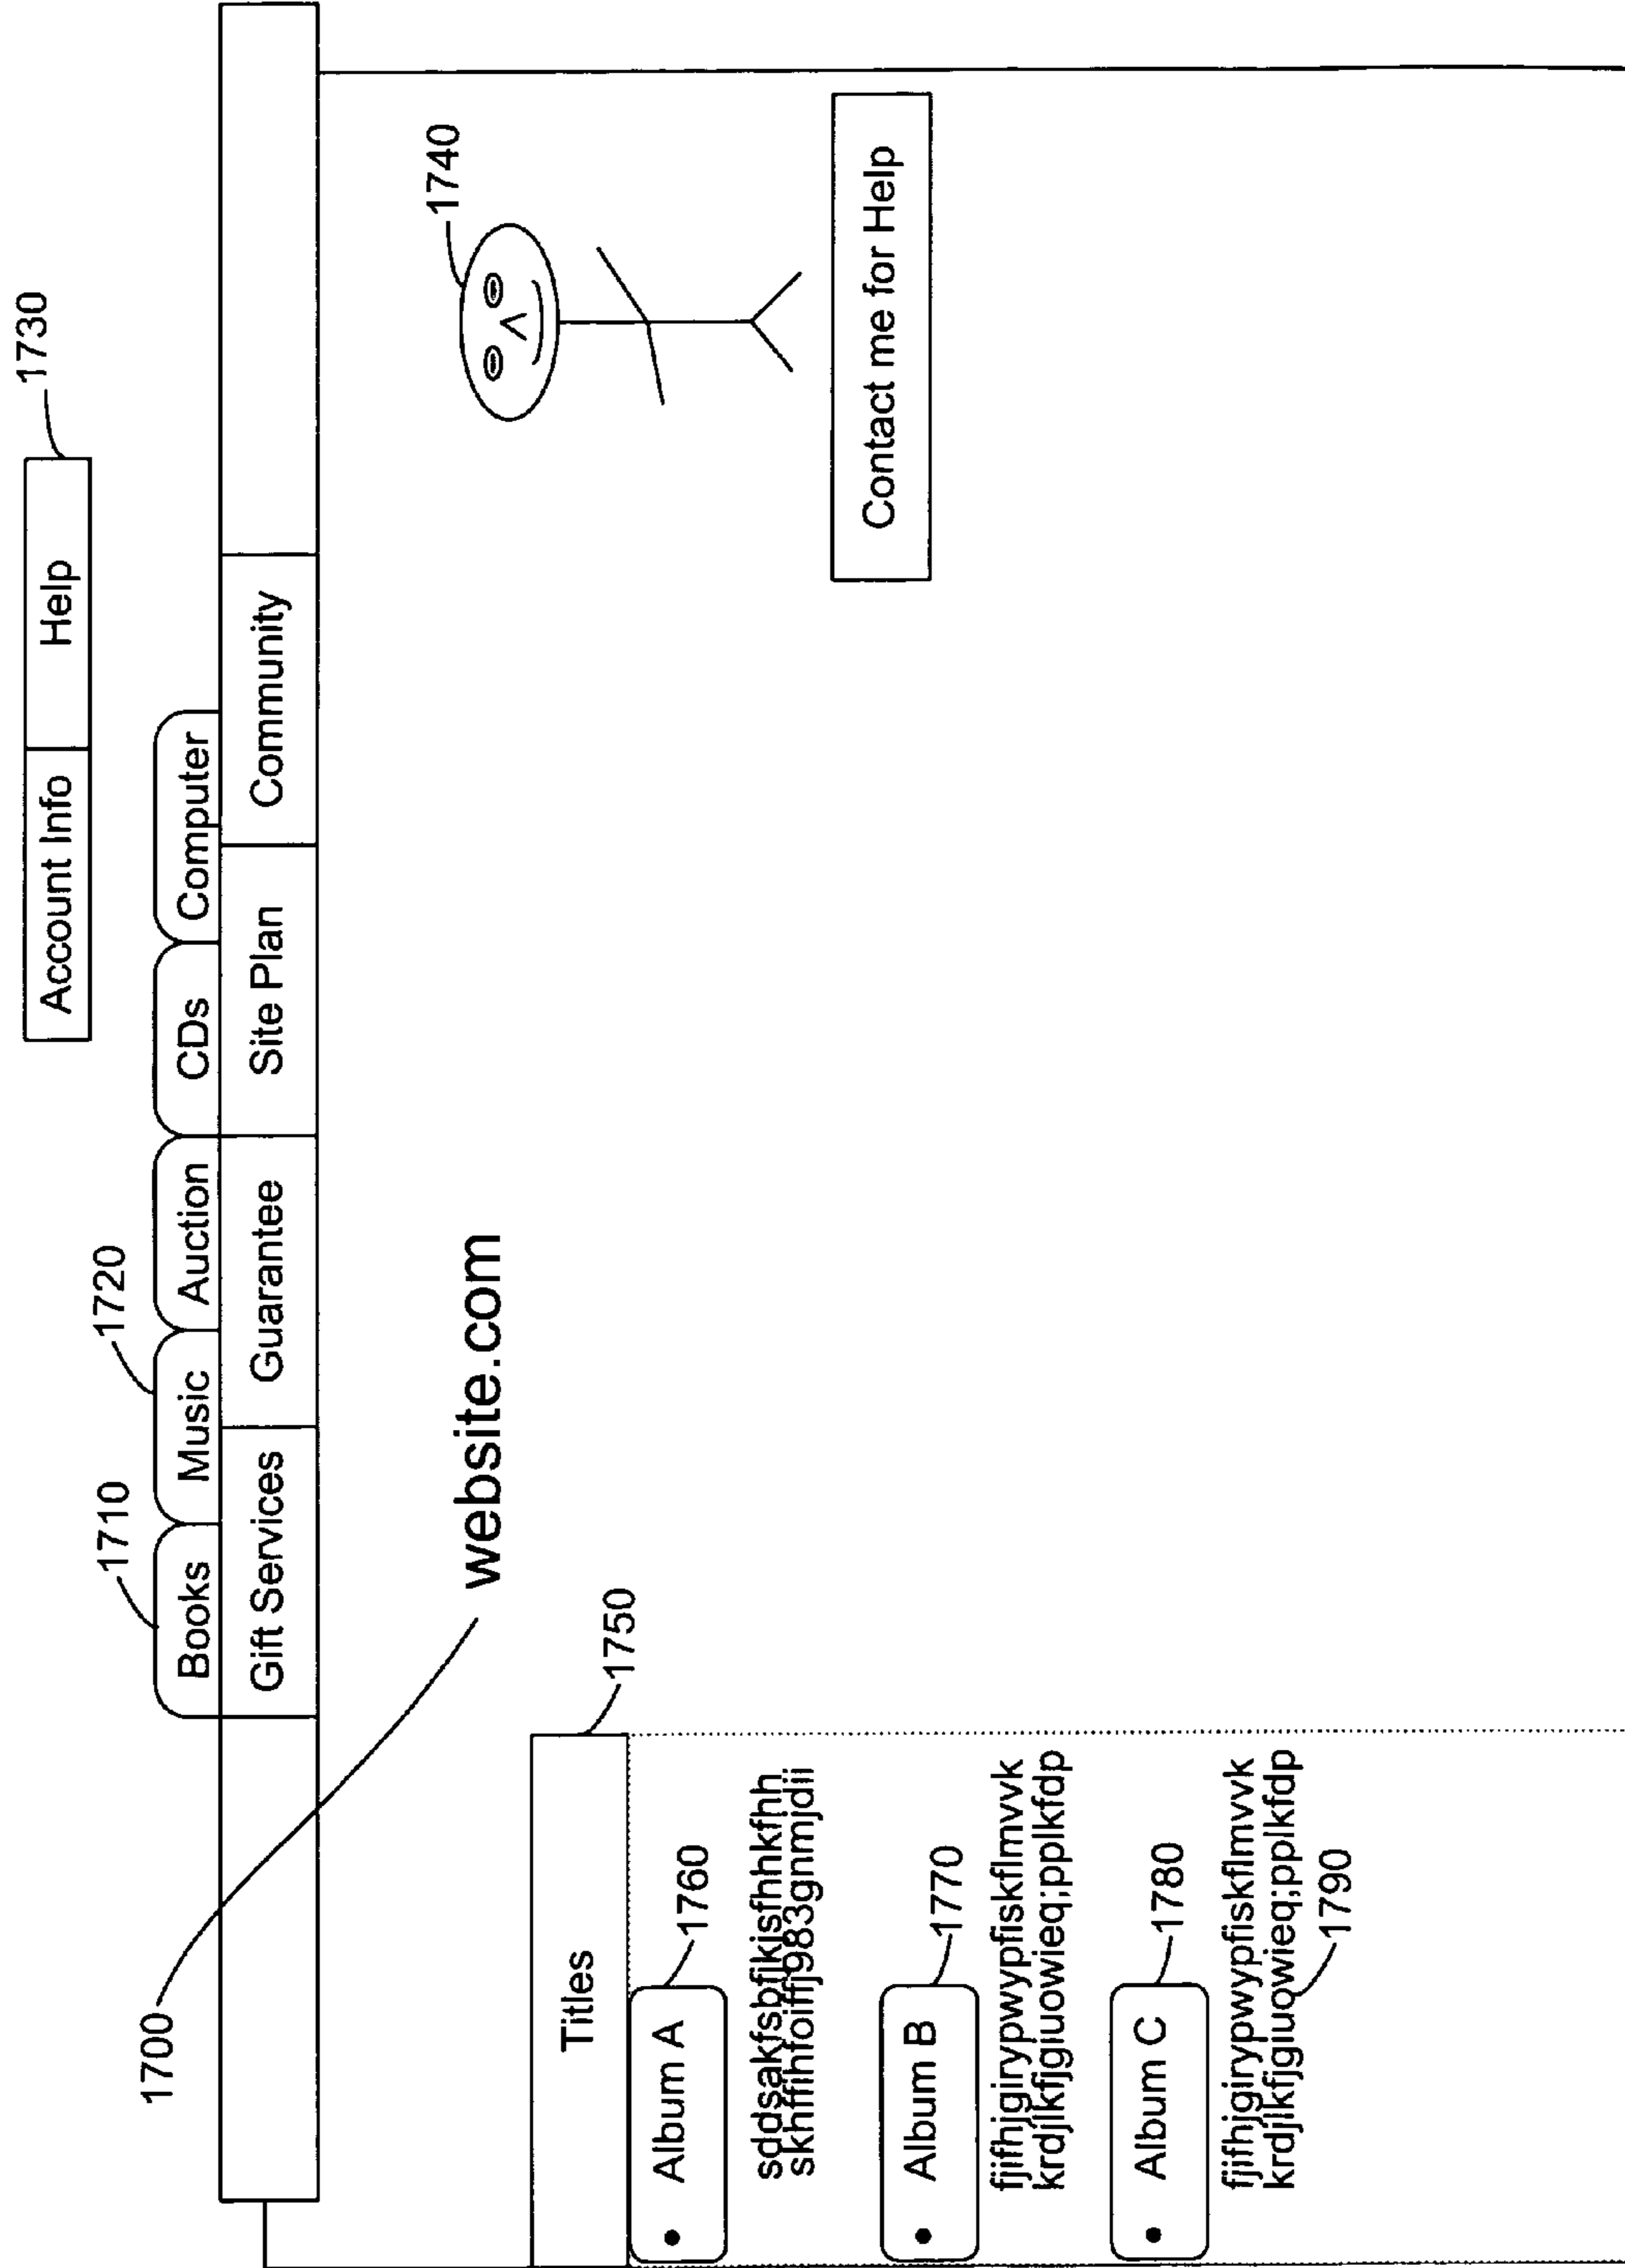 1730
Account Info Help
1710
1720
Books Music Auction CDs Computer
Gift Services Guarantee Site Plan Community
1700
website.com
1740
Contact me for Help
1750
Titles
• Album A
1760
sddsakfsbfjkjsfhhkfhh
skhffihfoiffj983gnmjdii
• Album B
1770
fjifhjgirypwypfiskflmvvk
krdjlkfjgiuowieq;pplkfdp
• Album C
1780
fjifhjgirypwypfiskflmvvk
krdjlkfjgiuowieq;pplkfdp
1790